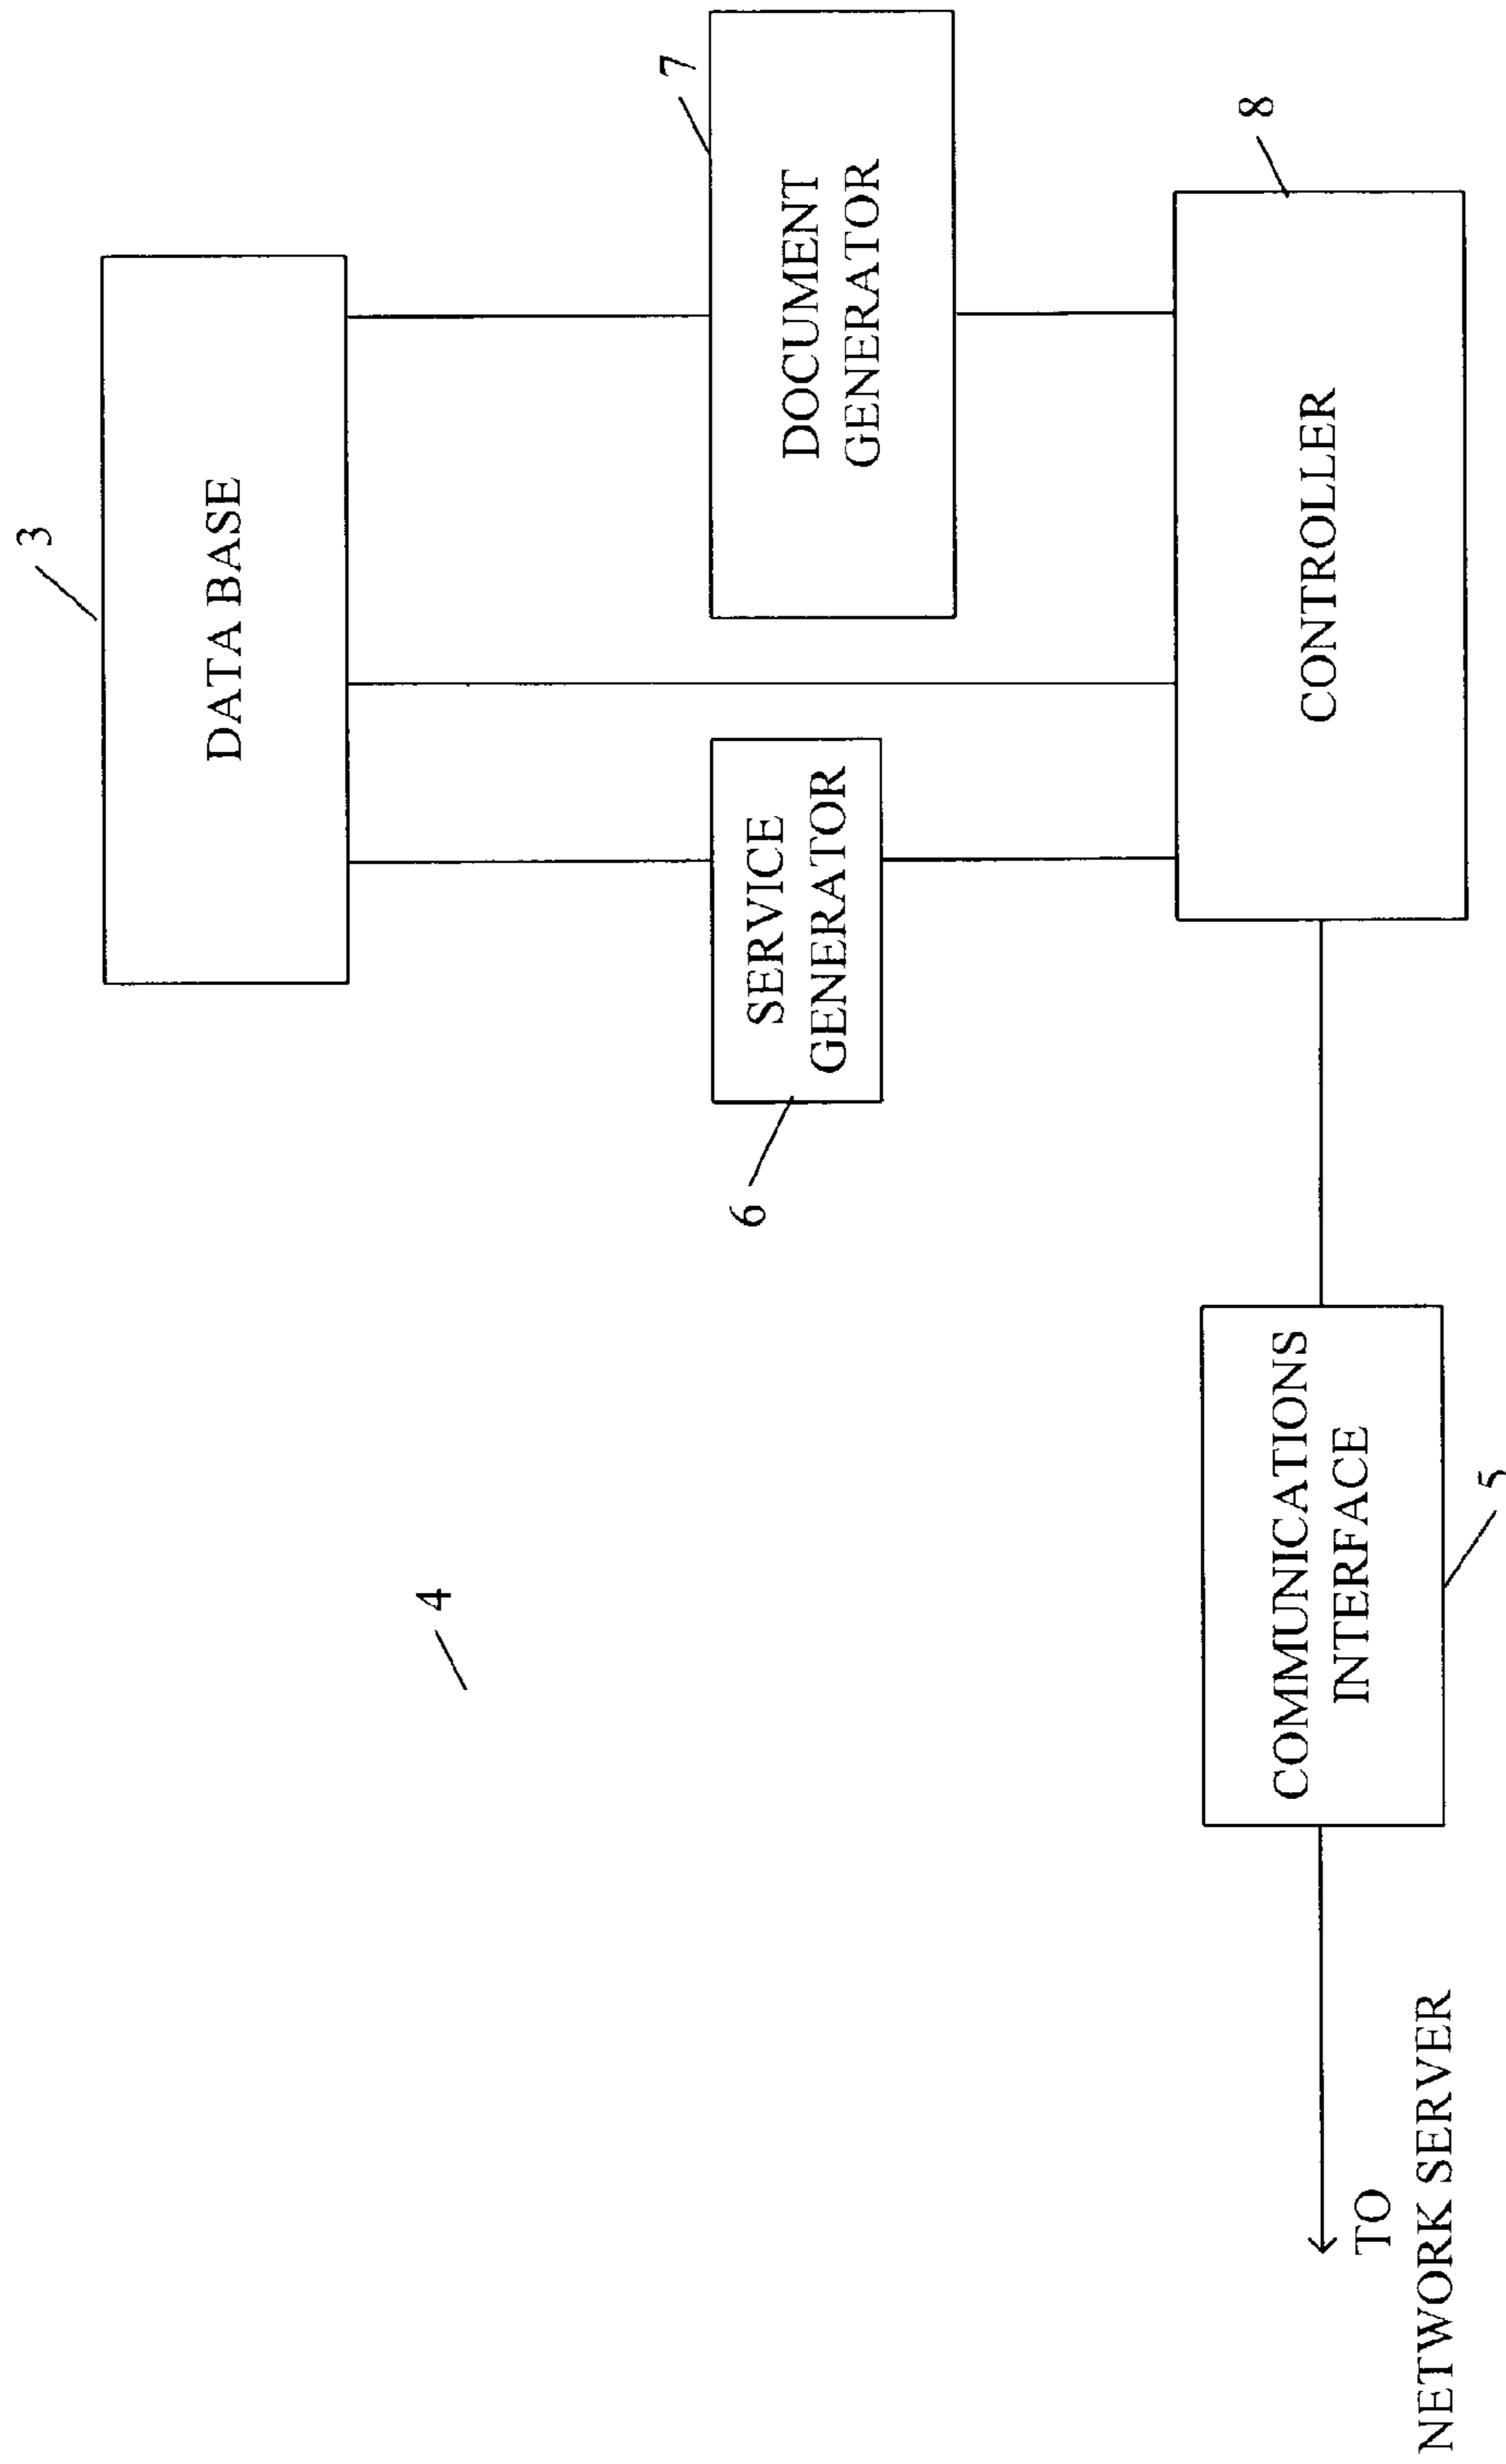 3
DATA BASE
4
7
6
SERVICE
GENERATOR
DOCUMENT
GENERATOR
8
COMMUNICATIONS
INTERFACE
CONTROLLER
TO
NETWORK SERVER
5